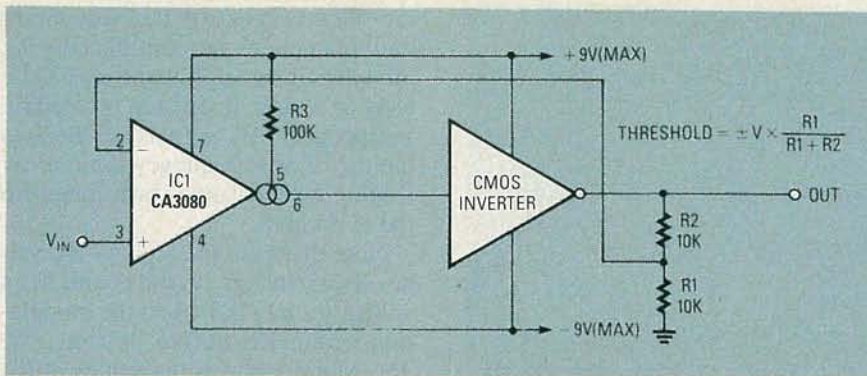 +9V(MAX)
R3
100K
THRESHOLD = ±V × R1
R1 + R2
2
−
7
IC1
CA3080
5
6
CMOS
INVERTER
OUT
R2
10K
V_IN
3
+
4
R1
10K
−9V(MAX)